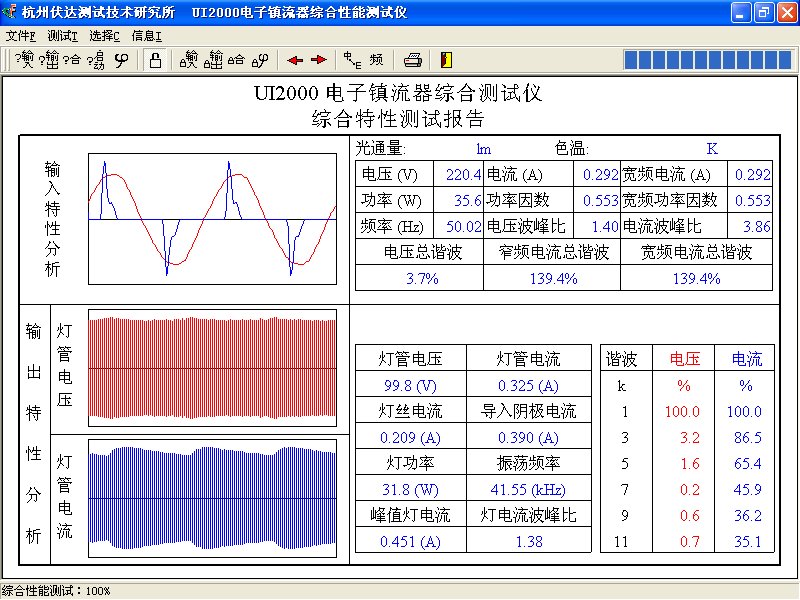 杭州伏达测试技术研究所 UI2000电子镇流器综合性能测试仪
文件F 测试T 选择C 信息I
?输入 ?输出 ?合 ?启动 输入 输出 合 频
UI2000 电子镇流器综合测试仪
综合特性测试报告
输入特性分析
光通量: lm 色温: K
电压 (V) 220.4 电流 (A) 0.292 宽频电流 (A) 0.292
功率 (W) 35.6 功率因数 0.553 宽频功率因数 0.553
频率 (Hz) 50.02 电压波峰比 1.40 电流波峰比 3.86
电压总谐波 窄频电流总谐波 宽频电流总谐波
3.7% 139.4% 139.4%
输出特性分析
灯管电压
灯管电流
灯管电压 灯管电流
99.8 (V) 0.325 (A)
灯丝电流 导入阴极电流
0.209 (A) 0.390 (A)
灯功率 振荡频率
31.8 (W) 41.55 (kHz)
峰值灯电流 灯电流波峰比
0.451 (A) 1.38
谐波 电压 电流
k % %
1 100.0 100.0
3 3.2 86.5
5 1.6 65.4
7 0.2 45.9
9 0.6 36.2
11 0.7 35.1
综合性能测试：100%